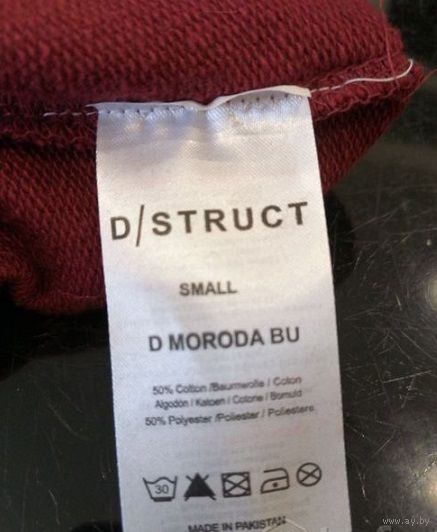 D/STRUCT
SMALL
D MORODA BU
50% Cotton /Baumwolle / Coton
Algodón / Katoen / Cotone / Bomuld
50% Polyester /Poliester / Poliestere
30
MADE IN PAKISTAN
www.ay.by